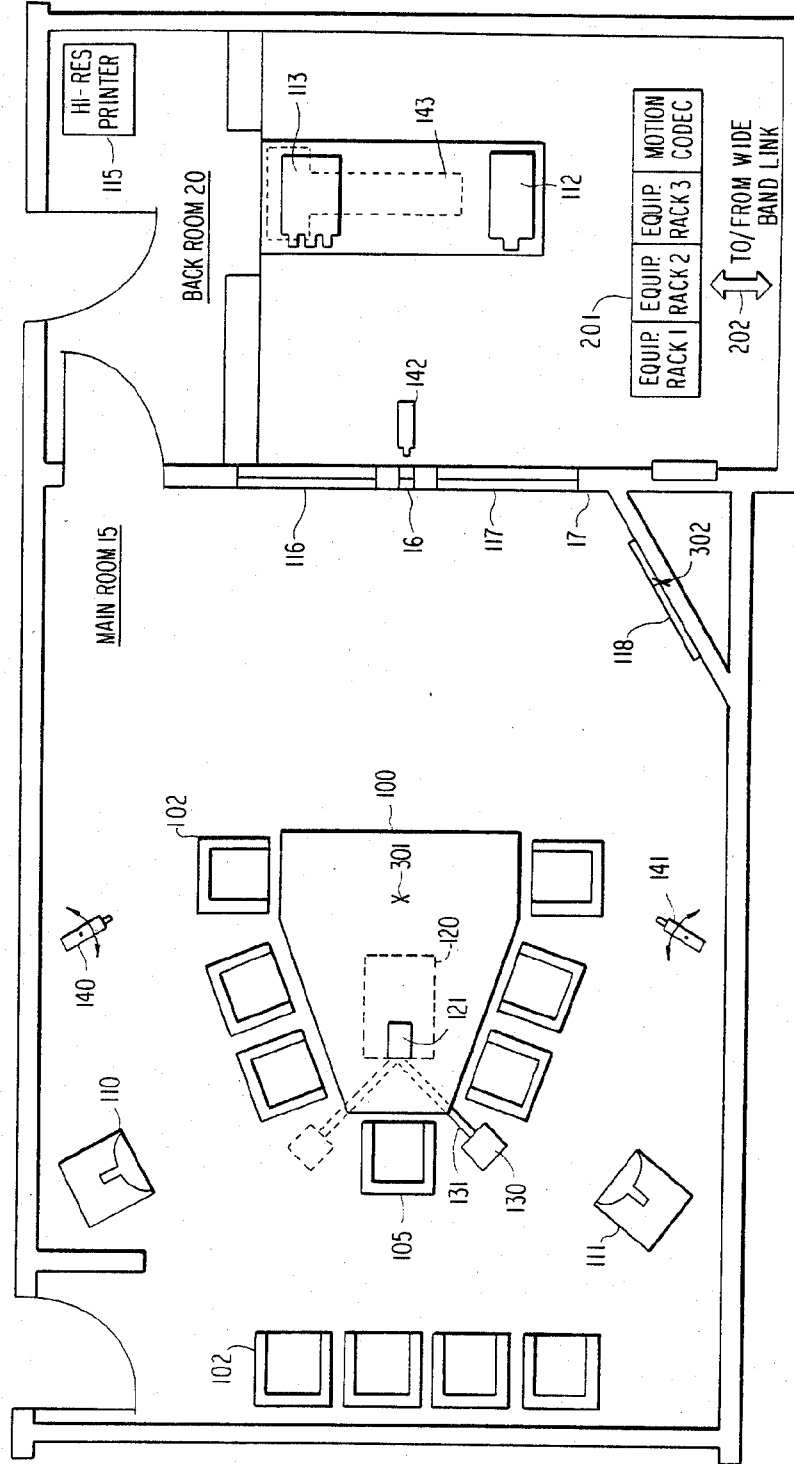 HI-RES
PRINTER
115
BACK ROOM 20
113
143
112
EQUIP.
RACK 1
EQUIP.
RACK 2
EQUIP.
RACK 3
MOTION
CODEC
201
202
TO/FROM WIDE
BAND LINK
142
MAIN ROOM 15
116
16
117
17
118
302
102
100
X 301
120
121
140
141
110
105
131
130
111
102